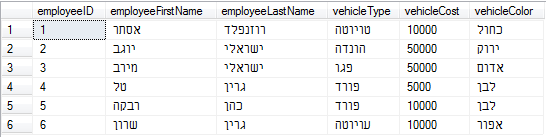 employeeID employeeFirstName employeeLastName vehicleType vehicleCost vehicleColor
1 1 אסתר רוזנפלד טויוטה 10000 כחול
2 2 יוגב ישראלי הונדה 50000 ירוק
3 3 מירב ישראלי פגר 50000 אדום
4 4 טל גרין פורד 5000 לבן
5 5 רבקה כהן פורד 10000 לבן
6 6 שרון גרין עויוטה 10000 אפור